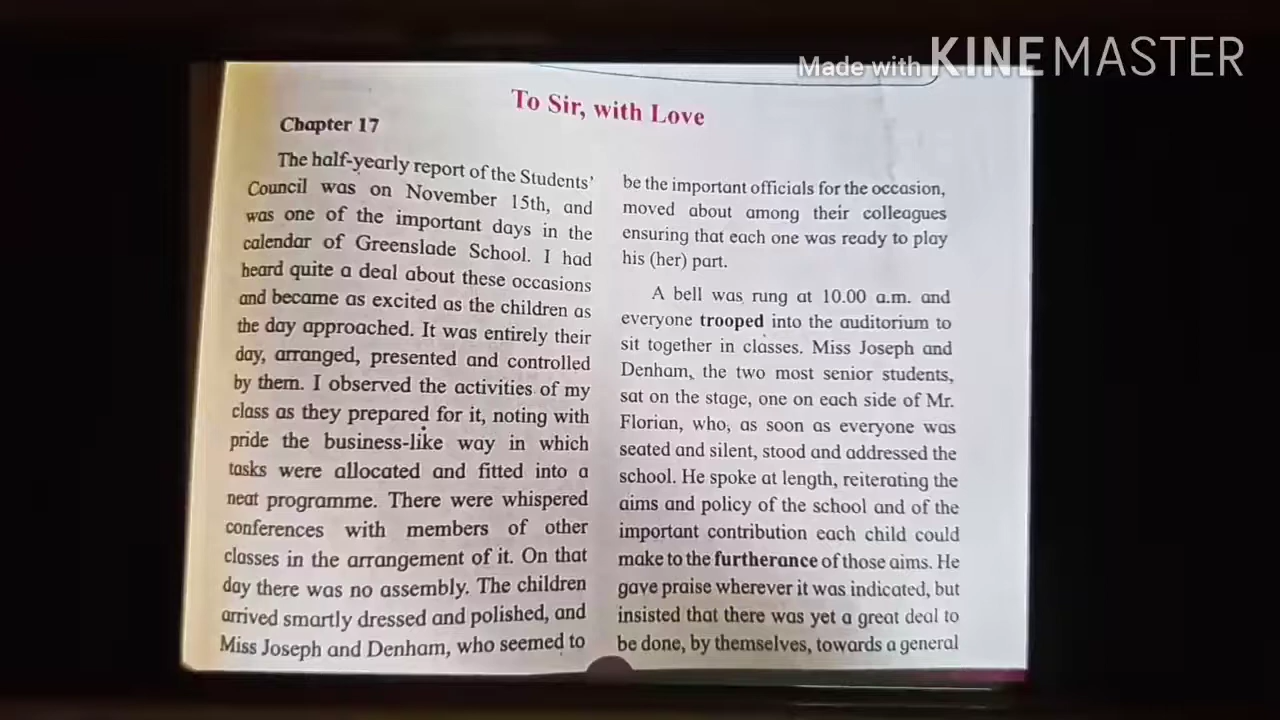 Made with KINEMASTER
To Sir, with Love
Chapter 17
The half-yearly report of the Students'
Council was on November 15th, and
was one of the important days in the
calendar of Greenslade School. I had
heard quite a deal about these occasions
and became as excited as the children as
the day approached. It was entirely their
day, arranged, presented and controlled
by them. I observed the activities of my
class as they prepared for it, noting with
pride the business-like way in which
tasks were allocated and fitted into a
neat programme. There were whispered
conferences with members of other
classes in the arrangement of it. On that
day there was no assembly. The children
arrived smartly dressed and polished, and
Miss Joseph and Denham, who seemed to
be the important officials for the occasion,
moved about among their colleagues
ensuring that each one was ready to play
his (her) part.
A bell was rung at 10.00 a.m. and
everyone trooped into the auditorium to
sit together in classes. Miss Joseph and
Denham, the two most senior students,
sat on the stage, one on each side of Mr.
Florian, who, as soon as everyone was
seated and silent, stood and addressed the
school. He spoke at length, reiterating the
aims and policy of the school and of the
important contribution each child could
make to the furtherance of those aims. He
gave praise wherever it was indicated, but
insisted that there was yet a great deal to
be done, by themselves, towards a general